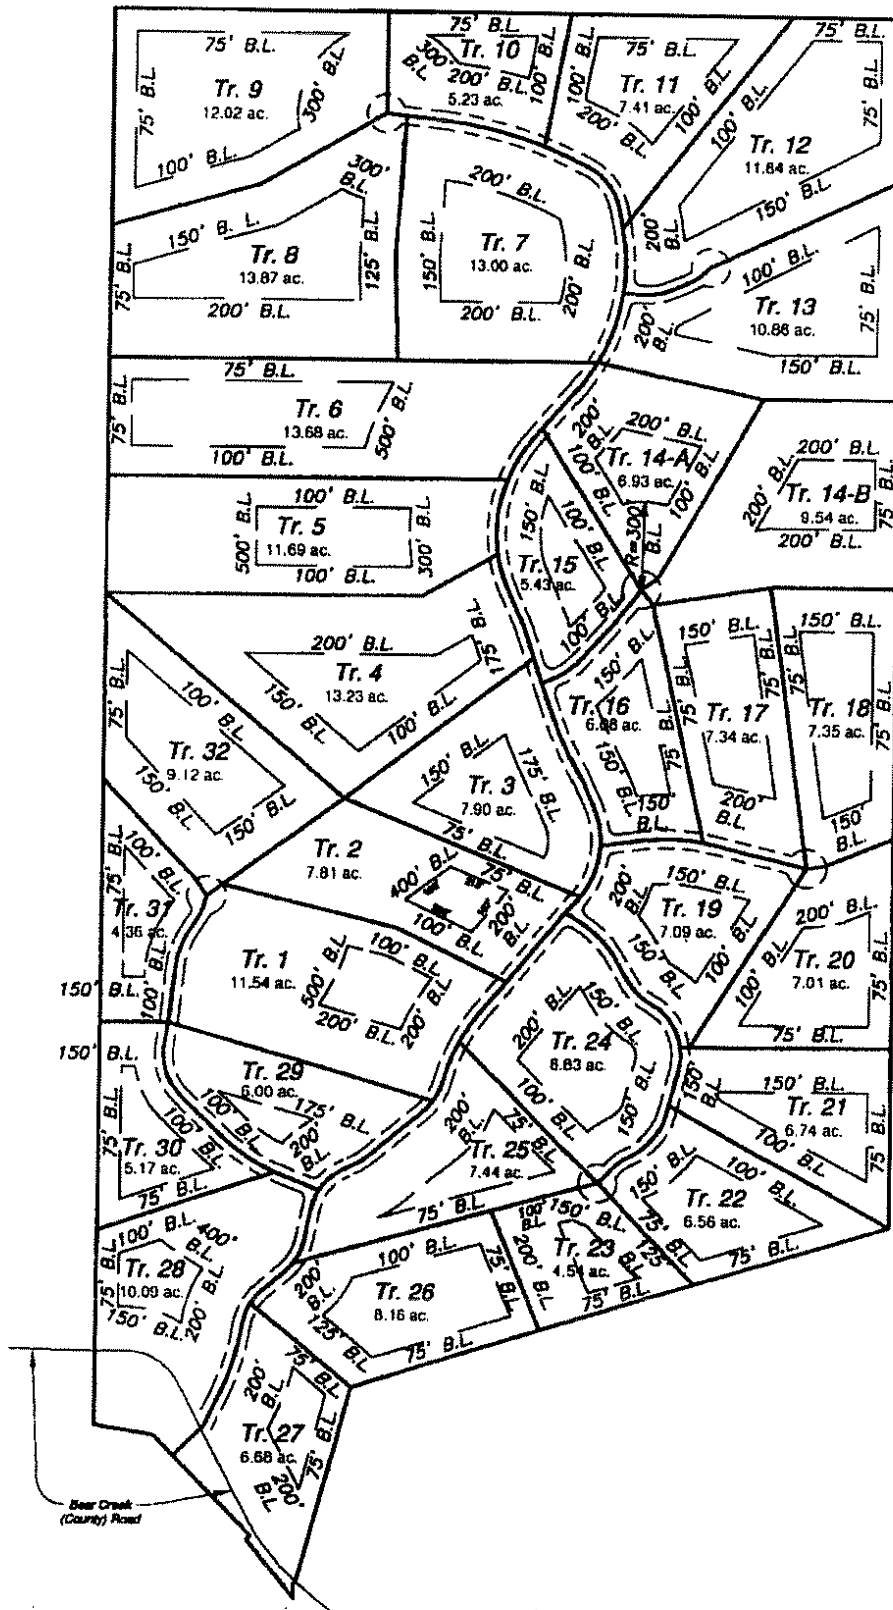 75' B.L.
75' B.L.
Tr. 9
12.02 ac.
300' B.L.
100' B.L.
75' B.L.
300' B.L.
Tr. 10
200' B.L.
5.23 ac.
100' B.L.
100' B.L.
75' B.L.
Tr. 11
7.41 ac.
200' B.L.
100' B.L.
75' B.L.
100' B.L.
75' B.L.
Tr. 12
11.84 ac.
150' B.L.
200' B.L.
300' B.L.
150' B. L.
Tr. 8
13.87 ac.
75' B.L.
125' B.L.
200' B.L.
200' B.L.
150' B.L.
Tr. 7
13.00 ac.
200' B.L.
200' B.L.
100' B.L.
Tr. 13
10.86 ac.
75' B.L.
200' B.L.
150' B.L.
75' B.L.
75' B.L.
Tr. 6
13.68 ac.
500' B.L.
100' B.L.
200' B.L.
200' B.L.
100' B.L.
Tr. 14-A
6.93 ac.
100' B.L.
R=300'
B.L.
200' B.L.
200' B.L.
Tr. 14-B
9.54 ac.
75' B.L.
200' B.L.
100' B.L.
500' B.L.
Tr. 5
11.69 ac.
300' B.L.
100' B.L.
150' B.L.
100' B.L.
Tr. 15
5.43 ac.
100' B.L.
175' B.L.
200' B.L.
Tr. 4
13.23 ac.
150' B.L.
100' B.L.
75' B.L.
100' B.L.
Tr. 32
9.12 ac.
150' B.L.
150' B.L.
150' B.L.
Tr. 16
75' B.L.
150' B.L.
150' B.L.
150' B.L.
75' B.L.
75' B.L.
Tr. 17
7.34 ac.
200' B.L.
150' B.L.
75' B.L.
Tr. 18
7.35 ac.
75' B.L.
150' B.L.
150' B.L.
175' B.L.
Tr. 3
7.90 ac.
75' B.L.
Tr. 2
7.81 ac.
400' B.L.
75' B.L.
100' B.L.
200' B.L.
75' B.L.
100' B.L.
Tr. 31
4.36 ac.
100' B.L.
150' B.L.
Tr. 1
11.54 ac.
100' B.L.
500' B.L.
200' B.L.
200' B.L.
150' B.L.
200' B.L.
Tr. 19
7.09 ac.
150' B.L.
100' B.L.
200' B.L.
Tr. 20
7.01 ac.
100' B.L.
75' B.L.
75' B.L.
150' B.L.
200' B.L.
Tr. 24
8.83 ac.
100' B.L.
150' B.L.
150' B.L.
Tr. 29
6.00 ac.
100' B.L.
175' B.L.
200' B.L.
150' B.L.
75' B.L.
100' B.L.
Tr. 30
5.17 ac.
75' B.L.
200' B.L.
75' B.L.
Tr. 25
7.44 ac.
75' B.L.
150' B.L.
150' B.L.
Tr. 21
6.74 ac.
75' B.L.
100' B.L.
150' B.L.
100' B.L.
Tr. 22
6.56 ac.
75' B.L.
75' B.L.
100' B.L.
150' B.L.
200' B.L.
Tr. 23
4.54 ac.
125' B.L.
75' B.L.
100' B.L.
400' B.L.
75' B.L.
Tr. 28
10.09 ac.
150' B.L.
200' B.L.
100' B.L.
200' B.L.
75' B.L.
Tr. 26
8.16 ac.
125' B.L.
75' B.L.
75' B.L.
200' B.L.
Tr. 27
6.68 ac.
75' B.L.
200' B.L.
Bear Creek
(County) Road